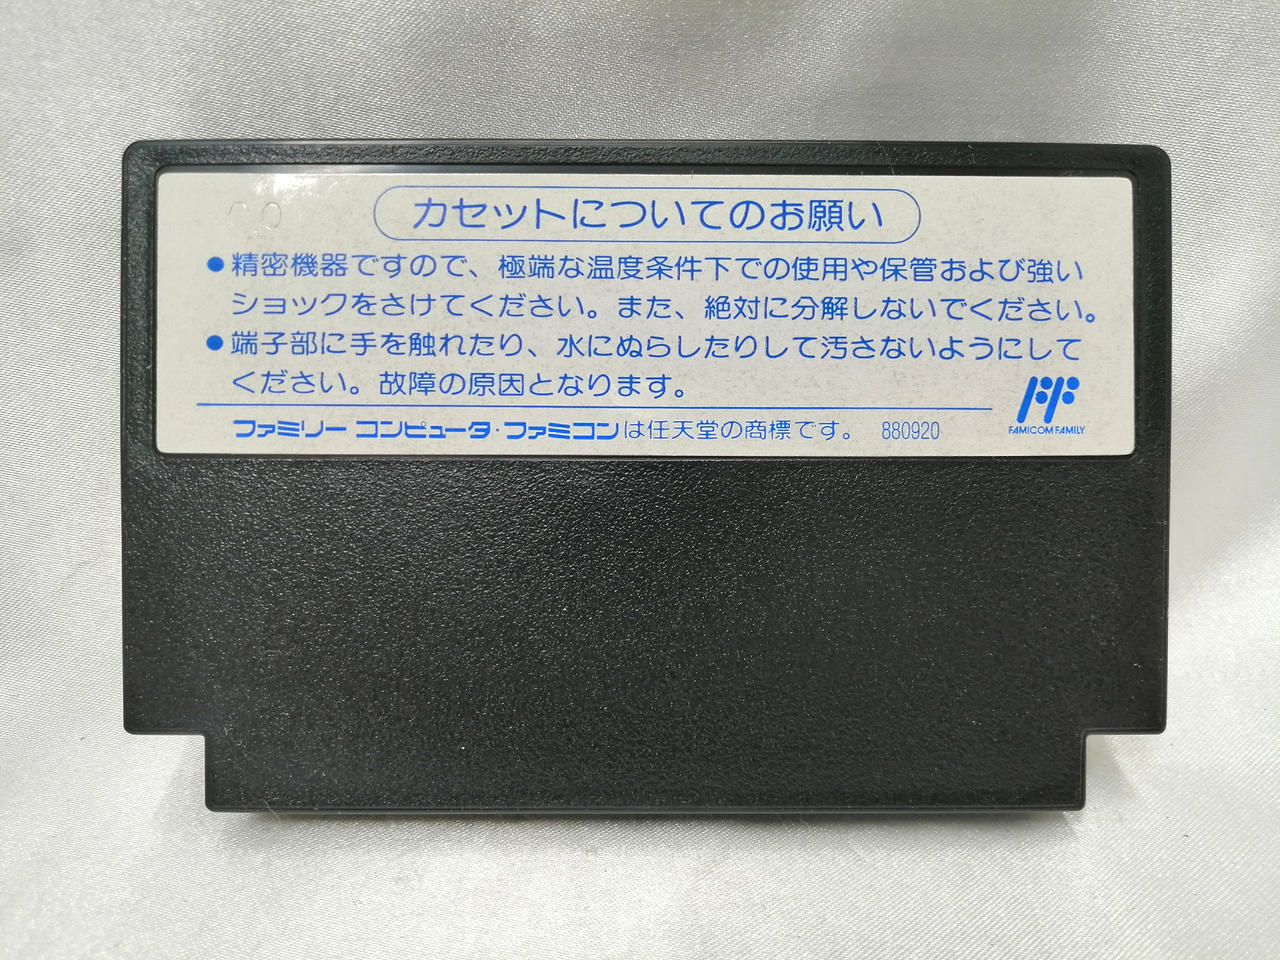 カセットについてのお願い
●精密機器ですので、極端な温度条件下での使用や保管および強い
ショックをさけてください。また、絶対に分解しないでください。
●端子部に手を触れたり、水にぬらしたりして汚さないようにして
ください。故障の原因となります。
ファミリー コンピュータ・ファミコンは任天堂の商標です。 880920
FAMICOM FAMILY